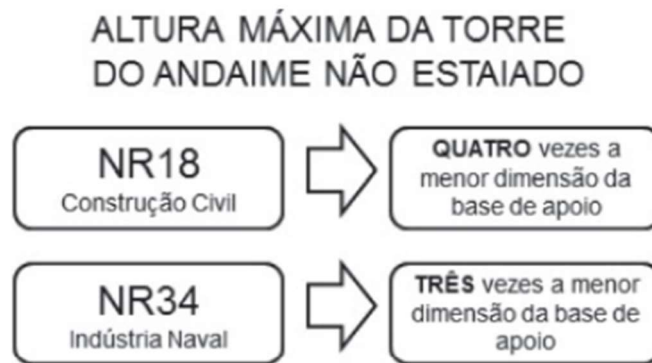 ALTURA MÁXIMA DA TORRE
DO ANDAIME NÃO ESTAIADO
NR18
Construção Civil
QUATRO vezes a
menor dimensão da
base de apoio
NR34
Indústria Naval
TRÊS vezes a menor
dimensão da base de
apoio